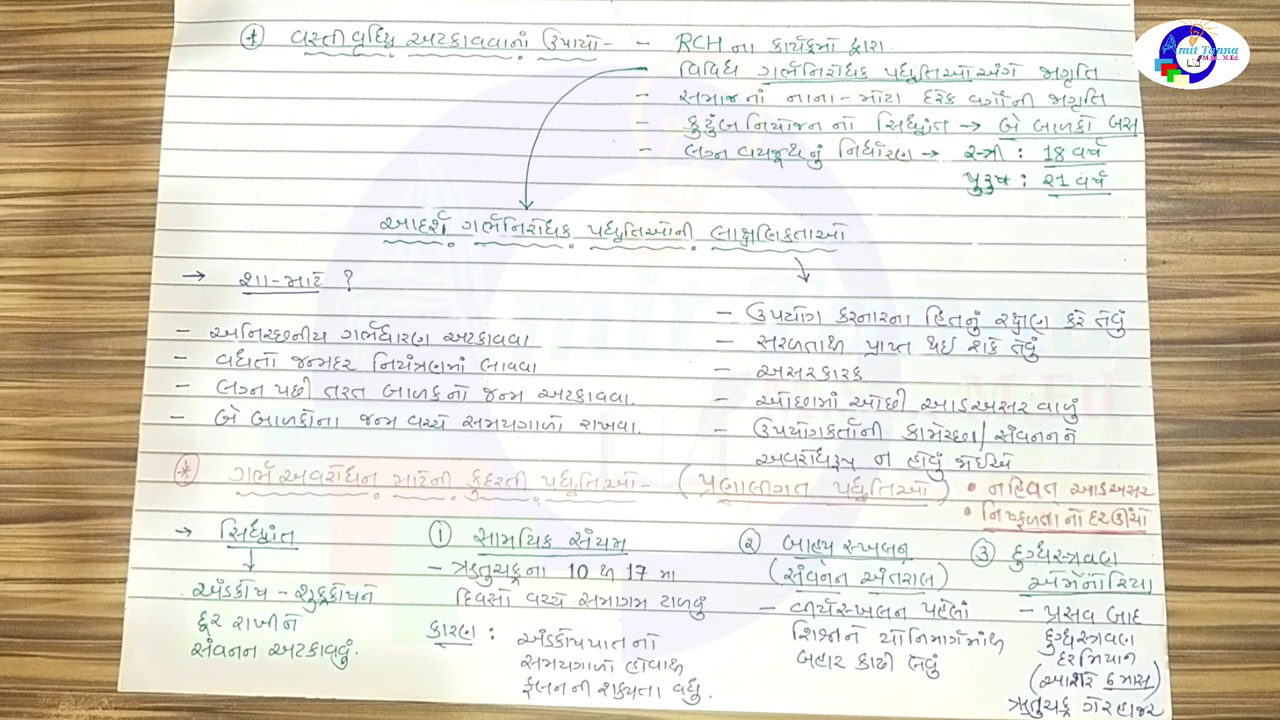 * વસ્તીવૃદ્ધિ અટકાવવાનાં ઉપાયો - - RCH ના કાર્યક્રમો દ્વારા.
- વિવિધ ગર્ભનિરોધક પદ્ધતિઓ અંગે જાગૃતિ
- સમાજનાં નાના-મોટા દરેક વર્ગોની જાગૃતિ
- કુટુંબનિયોજન નો સિદ્ધાંત → બે બાળકો બસ
- લગ્ન વયજૂથનું નિર્ધારણ → સ્ત્રી : 18 વર્ષ
પુરુષ : 21 વર્ષ
આદર્શ ગર્ભનિરોધક પદ્ધતિઓની લાક્ષણિકતાઓ
→ શા-માટે ?
- અનિચ્છનીય ગર્ભધારણ અટકાવવા
- વધતો જન્મદર નિયંત્રણમાં લાવવા
- લગ્ન પછી તરત બાળકનો જન્મ અટકાવવા.
- બે બાળકોના જન્મ વચ્ચે સમયગાળો રાખવા.
- ઉપયોગ કરનારના હિતનું રક્ષણ કરે તેવું
- સરળતાથી પ્રાપ્ત થઈ શકે તેવું
- અસરકારક
- ઓછામાં ઓછી આડઅસર વાળું
- ઉપયોગકર્તાની કામેચ્છા/સંવનનને
અવરોધરૂપ ન હોવું જોઈએ
* ગર્ભ અવરોધન માટેની કુદરતી પદ્ધતિઓ - (પ્રણાલીગત પદ્ધતિઓ) • નહિવત્ આડઅસર
• નિષ્ફળતાનો દર ઊંચો
→ સિદ્ધાંત
અંડકોષ - શુક્રકોષને
દૂર રાખીને
સંવનન અટકાવવું.
① સામયિક સંયમ
- ઋતુચક્રના 10 થી 17 મા
દિવસો વચ્ચે સમાગમ ટાળવું
કારણ : અંડકોષપાતનો
સમયગાળો હોવાથી
ફલનની શક્યતા વધુ.
② બાહ્ય સ્ખલન
(સંવનન અંતરાલ)
- વીર્યસ્ખલન પહેલાં
શિશ્નને યોનિમાર્ગમાંથી
બહાર કાઢી લેવું
③ દુગ્ધસ્ત્રવણ
એમેનોરિયા
- પ્રસવ બાદ
દુગ્ધસ્ત્રવણ
દરમિયાન
(આશરે 6 માસ)
ઋતુચક્ર ગેરહાજર
Amit Tanna
M.Sc., M.Ed.